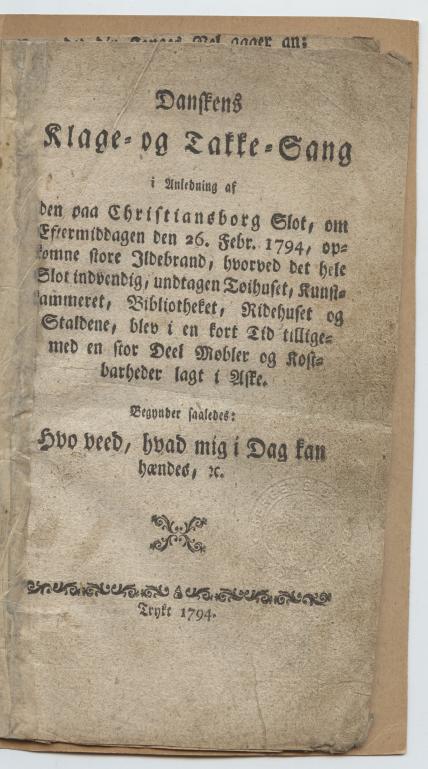 Danskens
Klage- og Takke-Sang
i Anledning af
den paa Christiansborg Slot, om
Eftermiddagen den 26. Febr. 1794, op-
komne store Ildebrand, hvorved det hele
Slot indvendig, undtagen Toihuset, Kunst-
kammeret, Bibliotheket, Ridehuset og
Staldene, blev i en kort Tid tillige-
med en stor Deel Mobler og Kost-
barheder lagt i Aske.
Begynder saaledes:
Hvo veed, hvad mig i Dag kan
hændes, ꝛc.
Trykt 1794.